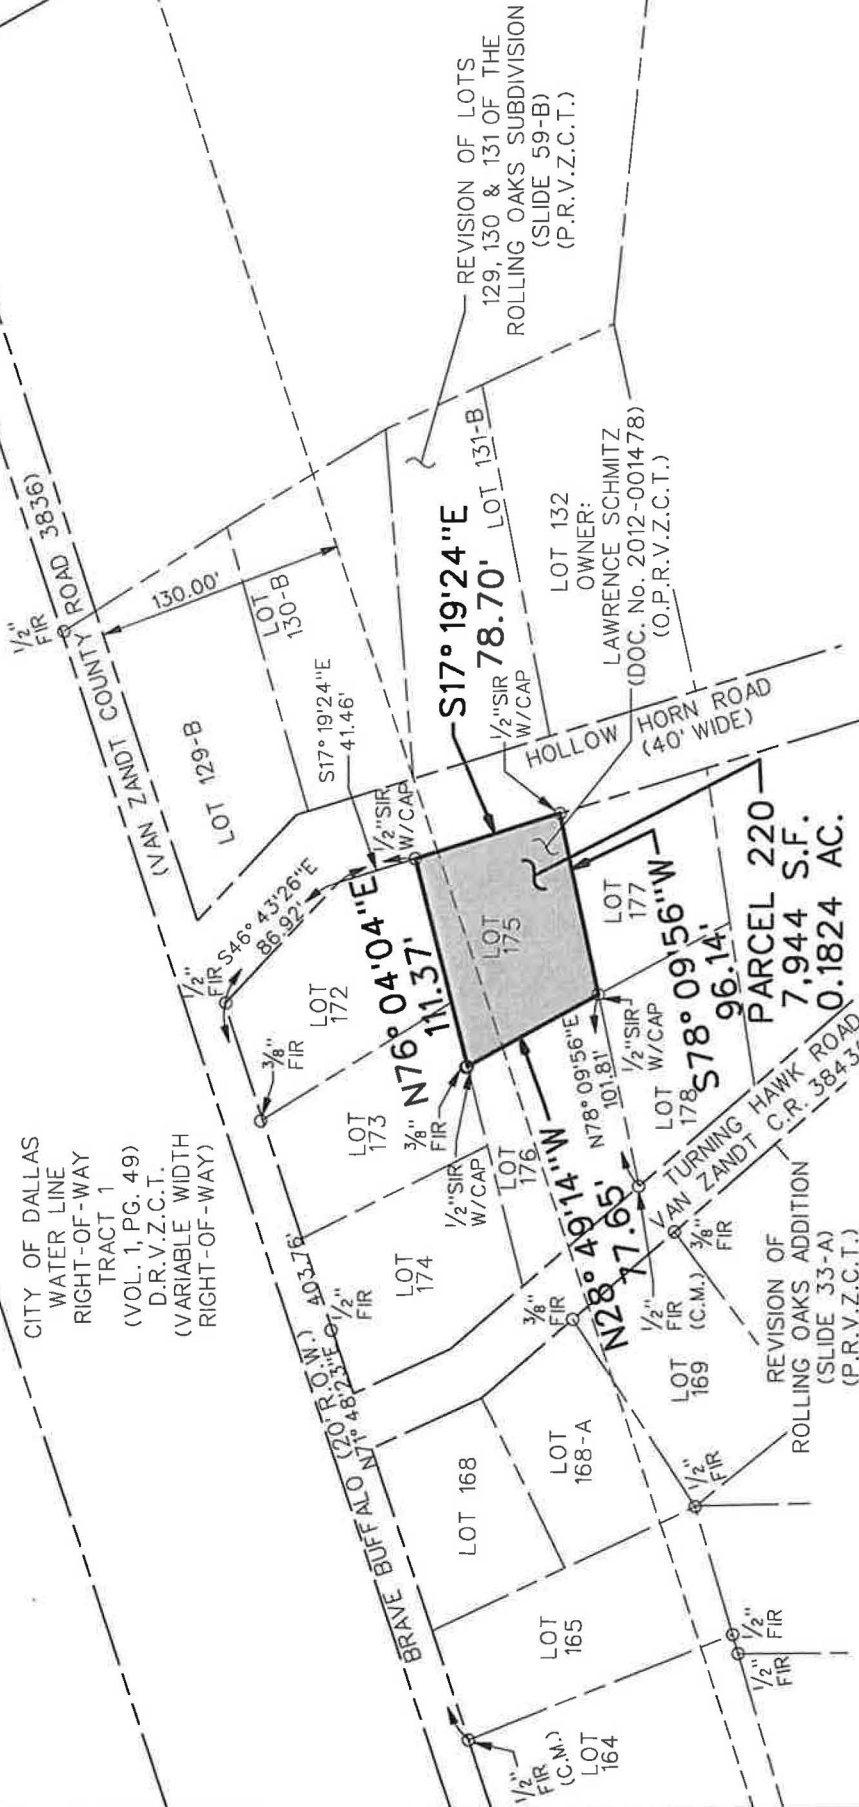 CITY OF DALLAS
WATER LINE
RIGHT-OF-WAY
TRACT 1
(VOL. 1, PG. 49)
D.R.V.Z.C.T.
(VARIABLE WIDTH
RIGHT-OF-WAY)
BRAVE BUFFALO (20' R.O.W.)
(VAN ZANDT COUNTY ROAD 3836)
N71°48'23"E 403.76'
1/2"
FIR
(C.M.)
LOT
164
LOT
165
1/2"
FIR
1/2"
FIR
LOT 168
LOT
168-A
1/2"
FIR
LOT
169
REVISION OF
ROLLING OAKS ADDITION
(SLIDE 33-A)
(P.R.V.Z.C.T.)
1/2"
FIR
LOT
174
3/8"
FIR
1/2"
FIR
(C.M.)
3/8"
FIR
TURNING HAWK ROAD
VAN ZANDT C.R. 3843
LOT
173
3/8"
FIR
LOT
172
1/2"
FIR
3/8"
FIR
1/2"SIR
W/CAP
LOT
176
N28°49'14"W
77.65'
N78°09'56"E
101.81'
1/2"SIR
W/CAP
LOT
178
N76°04'04"E
111.37'
LOT
175
LOT
177
S78°09'56"W
96.14'
PARCEL 220
7,944 S.F.
0.1824 AC.
S46°43'26"E
86.92'
S17°19'24"E
41.46'
1/2"SIR
W/CAP
LOT 129-B
LOT
130-B
130.00'
1/2"
FIR
S17°19'24"E
78.70'
1/2"SIR
W/CAP
HOLLOW HORN ROAD
(40' WIDE)
LOT 131-B
LOT 132
OWNER:
LAWRENCE SCHMITZ
(DOC. No. 2012-001478)
(O.P.R.V.Z.C.T.)
REVISION OF LOTS
129, 130 & 131 OF THE
ROLLING OAKS SUBDIVISION
(SLIDE 59-B)
(P.R.V.Z.C.T.)